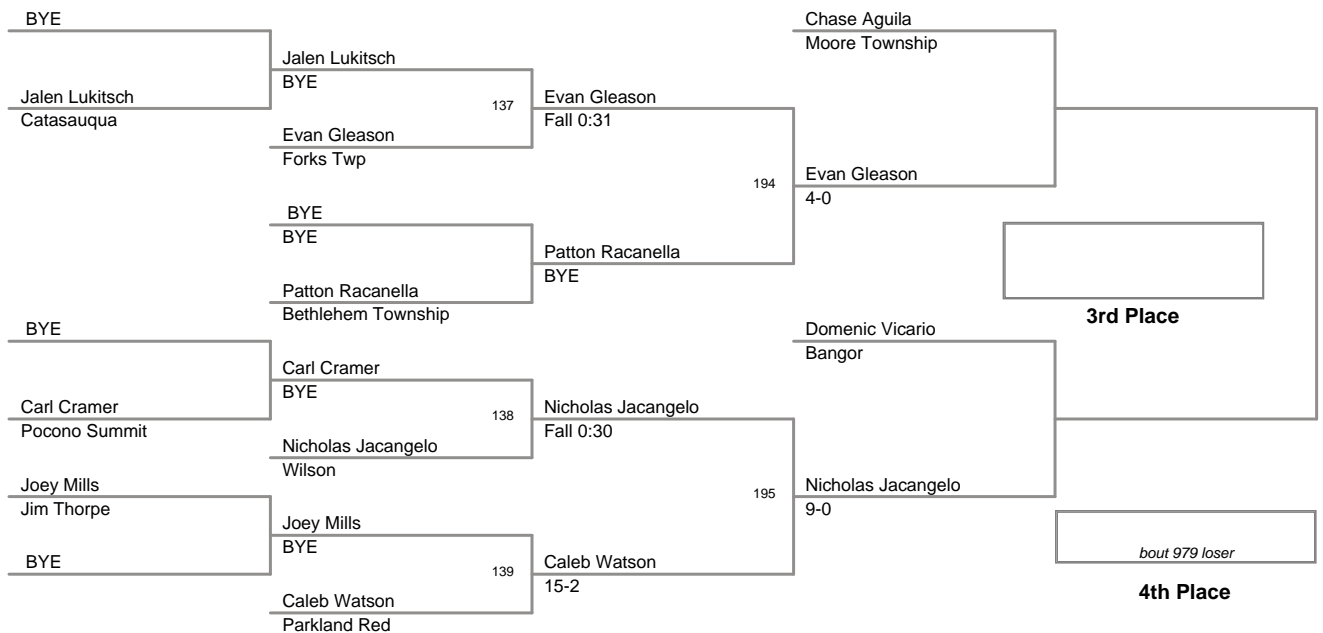 BYE
Chase Aguila
Moore Township
Jalen Lukitsch
BYE
Jalen Lukitsch
Catasauqua
137
Evan Gleason
Fall 0:31
Evan Gleason
Forks Twp
194
Evan Gleason
4-0
BYE
BYE
Patton Racanella
BYE
Patton Racanella
Bethlehem Township
3rd Place
BYE
Domenic Vicario
Bangor
Carl Cramer
BYE
Carl Cramer
Pocono Summit
138
Nicholas Jacangelo
Fall 0:30
Nicholas Jacangelo
Wilson
Joey Mills
Jim Thorpe
195
Nicholas Jacangelo
9-0
Joey Mills
BYE
BYE
139
Caleb Watson
15-2
bout 979 loser
4th Place
Caleb Watson
Parkland Red